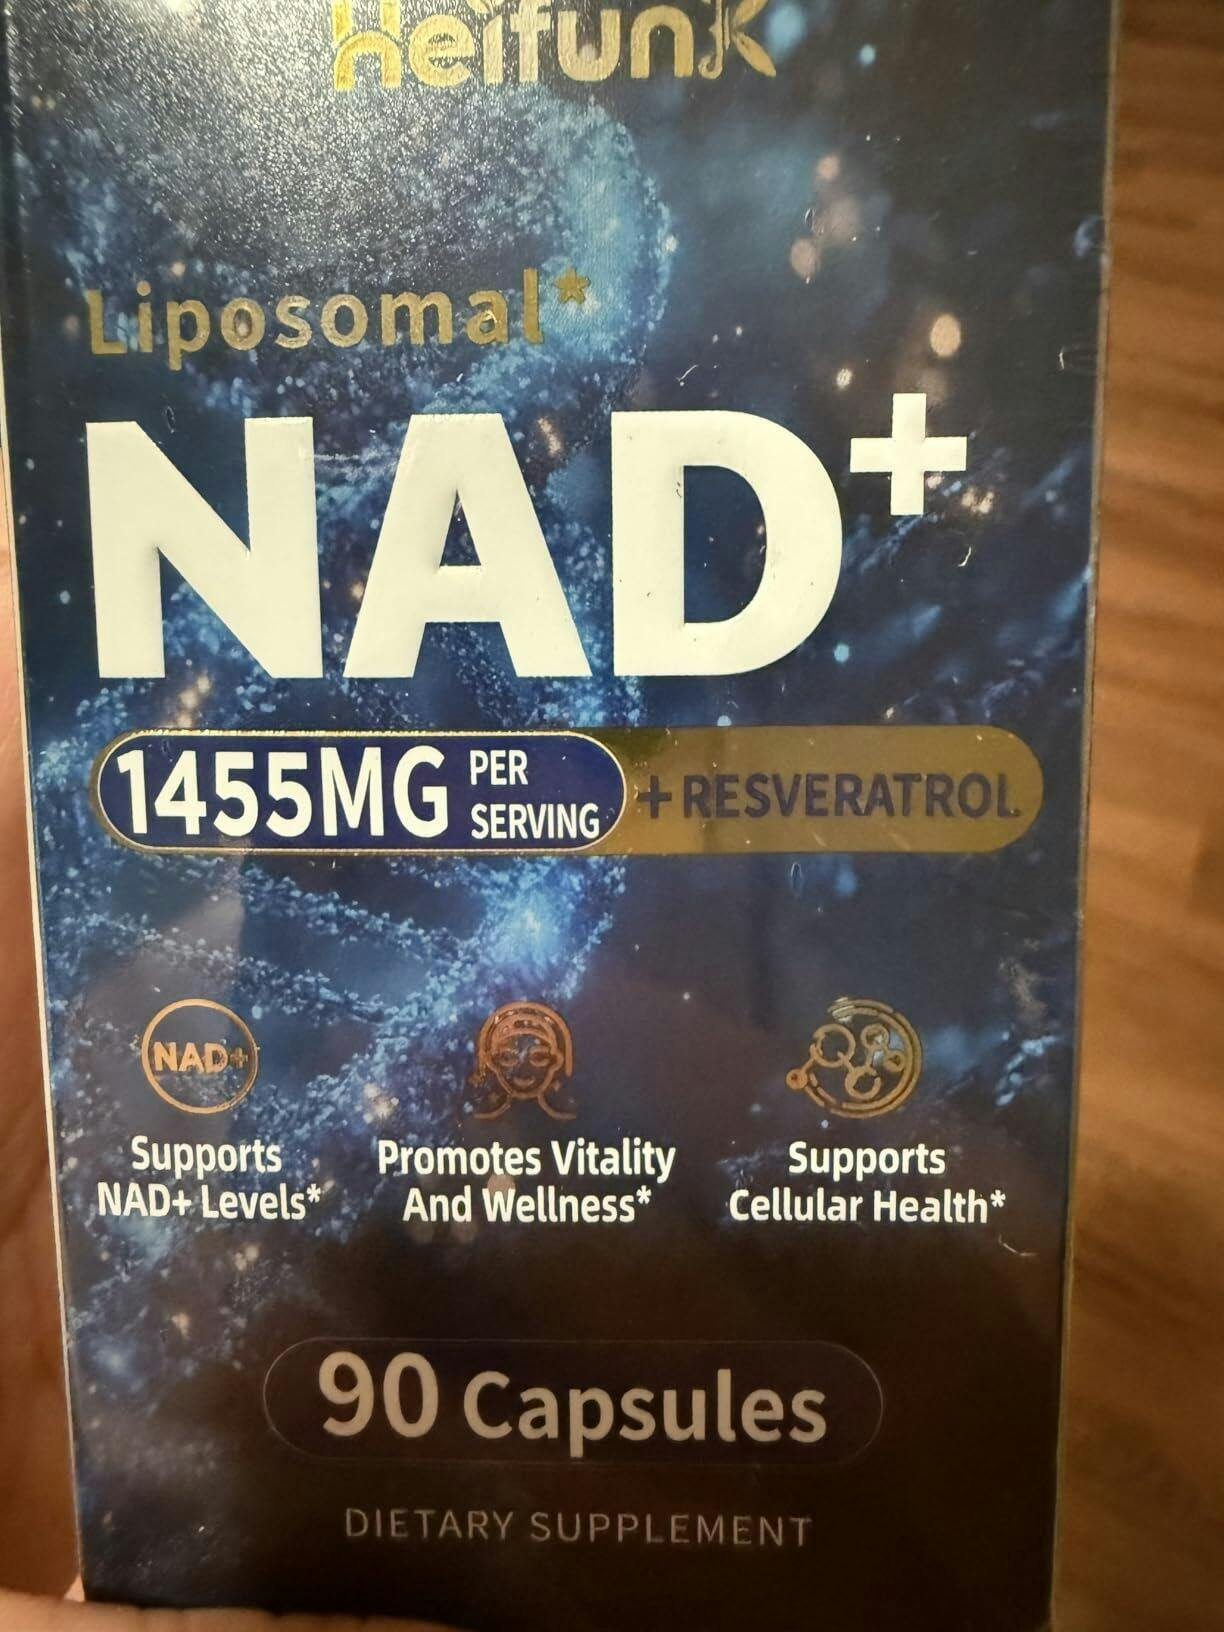 Heifunk
Liposomal*
NAD+
1455MG PER SERVING + RESVERATROL
NAD+
Supports NAD+ Levels*
Promotes Vitality And Wellness*
Supports Cellular Health*
90 Capsules
DIETARY SUPPLEMENT